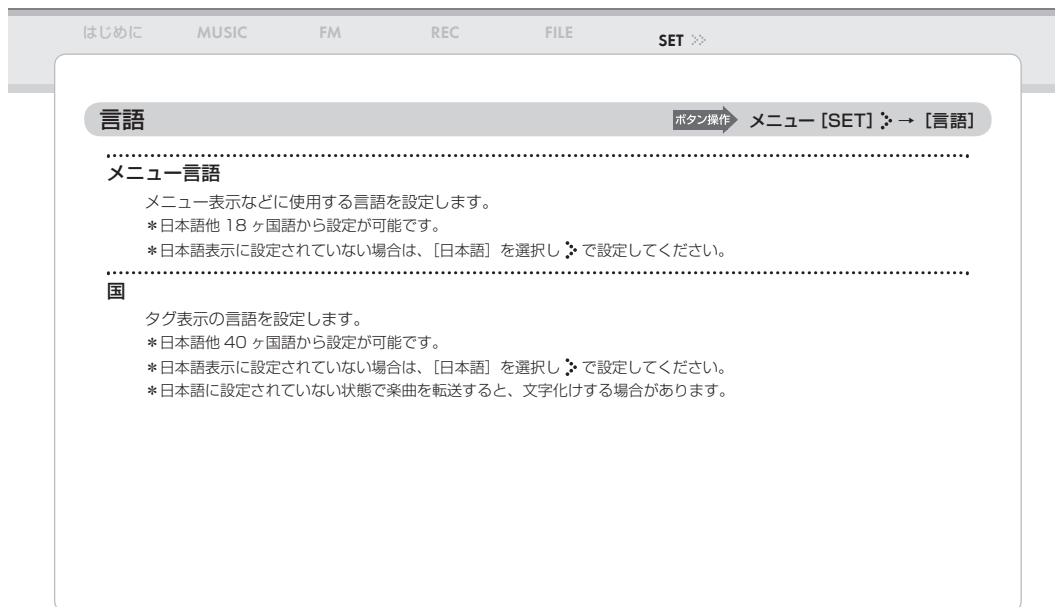 はじめに MUSIC FM REC FILE SET
言語 ボタン操作 メニュー [SET] → [言語]
メニュー言語
メニュー表示などに使用する言語を設定します。
＊日本語他 18 ヶ国語から設定が可能です。
＊日本語表示に設定されていない場合は、[日本語] を選択し で設定してください。
国
タグ表示の言語を設定します。
＊日本語他 40 ヶ国語から設定が可能です。
＊日本語表示に設定されていない場合は、[日本語] を選択し で設定してください。
＊日本語に設定されていない状態で楽曲を転送すると、文字化けする場合があります。